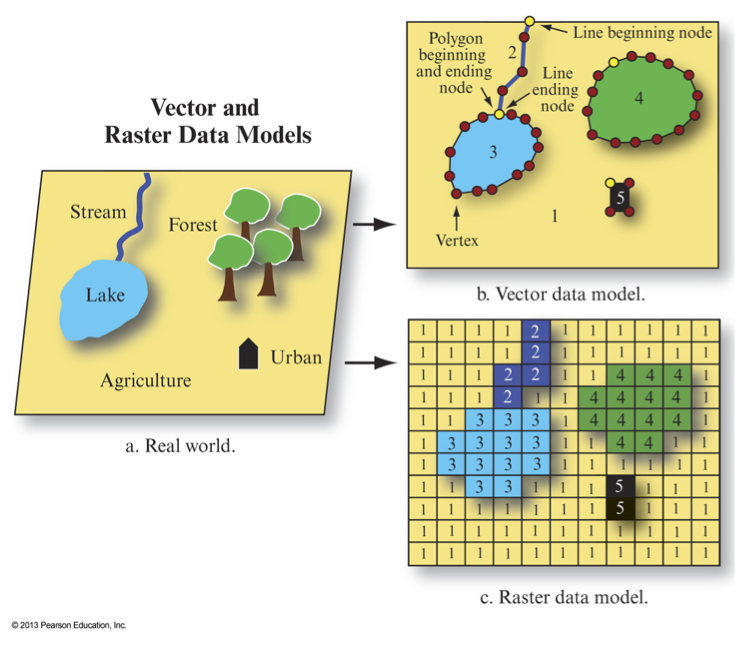 Vector and
Raster Data Models
Stream
Forest
Lake
Urban
Agriculture
a. Real world.
Line beginning node
Polygon
beginning
and ending
node
2
Line
ending
node
4
3
5
1
Vertex
b. Vector data model.
1 1 1 1 2 1 1 1 1 1 1
1 1 1 1 2 1 1 1 1 1 1
1 1 1 2 2 1 1 4 4 4 1
1 1 1 2 1 1 4 4 4 4 1
1 1 3 3 3 1 4 4 4 4 1
1 3 3 3 3 1 1 4 4 1 1
1 3 3 3 3 1 1 1 1 1 1
1 1 3 3 1 1 1 5 1 1 1
1 1 1 1 1 1 1 5 1 1 1
1 1 1 1 1 1 1 1 1 1 1
1 1 1 1 1 1 1 1 1 1 1
c. Raster data model.
© 2013 Pearson Education, Inc.